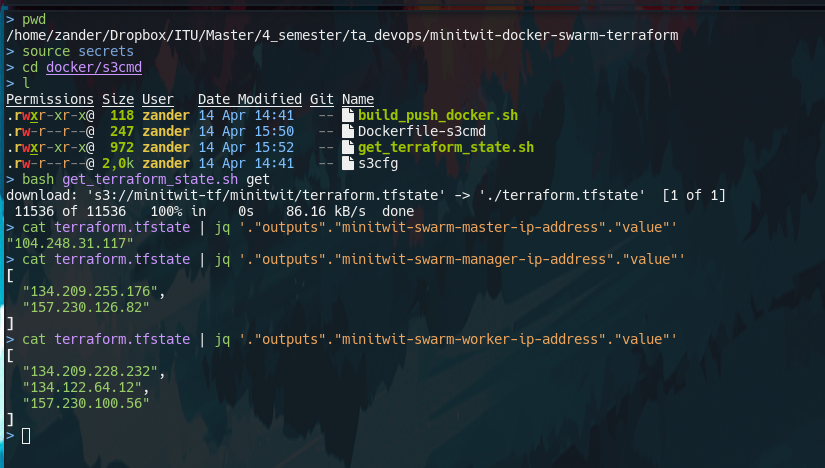 > pwd
/home/zander/Dropbox/ITU/Master/4_semester/ta_devops/minitwit-docker-swarm-terraform
> source secrets
> cd docker/s3cmd
> l
Permissions Size User   Date Modified Git Name
.rwxr-xr-x@  118 zander 14 Apr 14:41   -- build_push_docker.sh
.rw-r--r--@  247 zander 14 Apr 15:50   -- Dockerfile-s3cmd
.rwxr-xr-x@  972 zander 14 Apr 15:52   -- get_terraform_state.sh
.rw-r--r--@ 2,0k zander 14 Apr 14:41   -- s3cfg
> bash get_terraform_state.sh get
download: 's3://minitwit-tf/minitwit/terraform.tfstate' -> './terraform.tfstate'  [1 of 1]
 11536 of 11536   100% in    0s    86.16 kB/s  done
> cat terraform.tfstate | jq '."outputs"."minitwit-swarm-master-ip-address"."value"'
"104.248.31.117"
> cat terraform.tfstate | jq '."outputs"."minitwit-swarm-manager-ip-address"."value"'
[
  "134.209.255.176",
  "157.230.126.82"
]
> cat terraform.tfstate | jq '."outputs"."minitwit-swarm-worker-ip-address"."value"'
[
  "134.209.228.232",
  "134.122.64.12",
  "157.230.100.56"
]
>